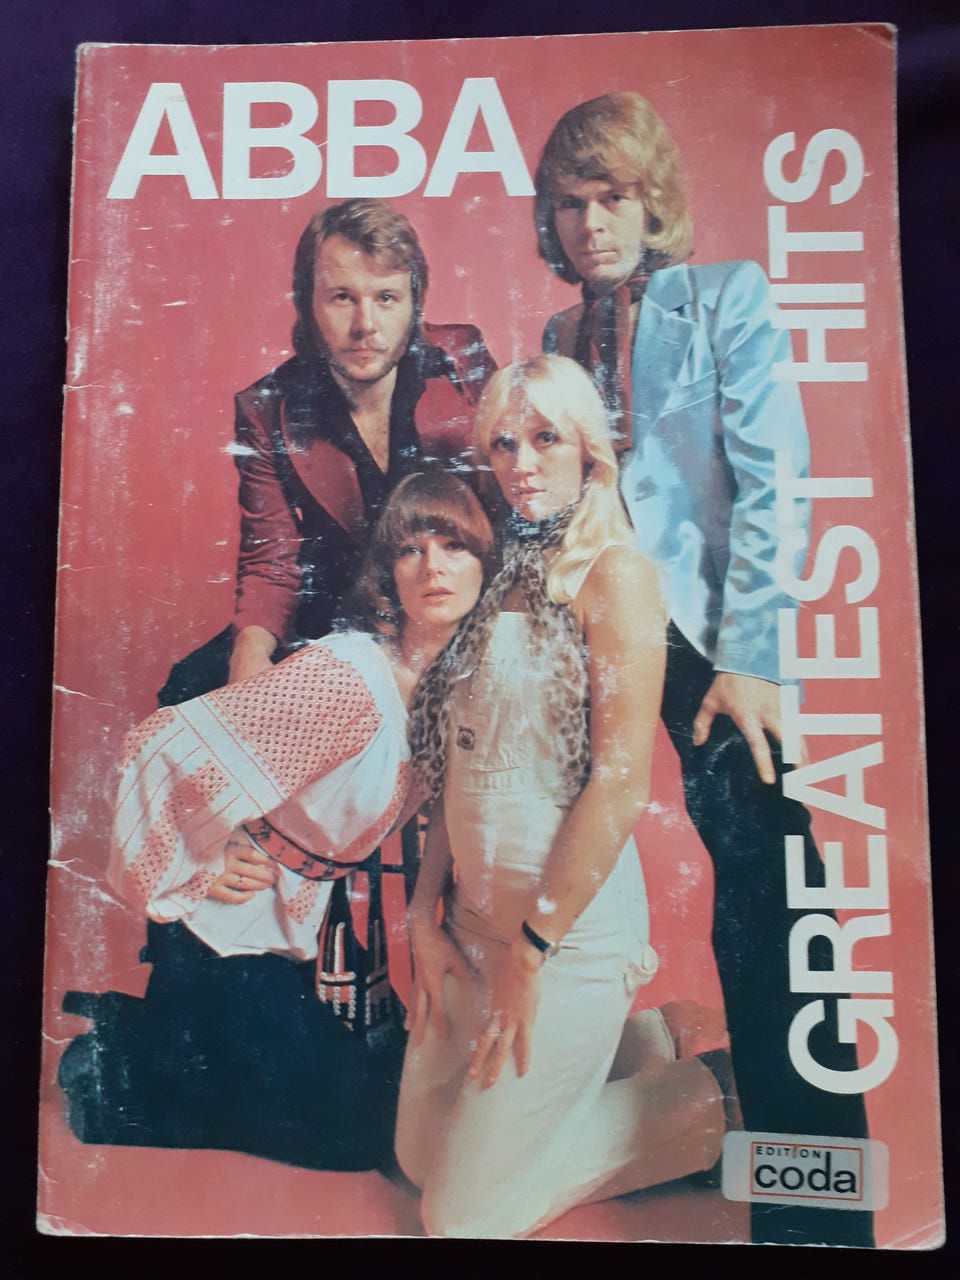 ABBA
GREATEST HITS
EDITION
coda